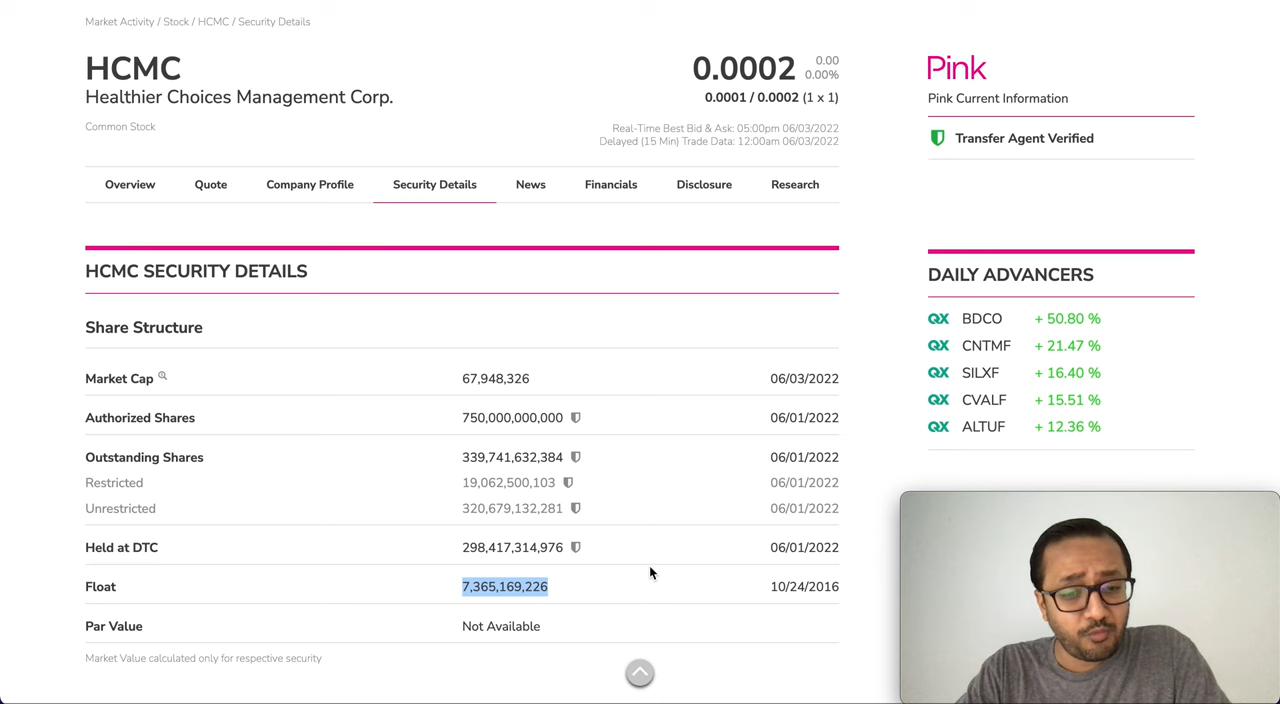 Market Activity / Stock / HCMC / Security Details
HCMC
0.0002
0.00
0.00%
Healthier Choices Management Corp.
0.0001 / 0.0002 (1 x 1)
Common Stock
Real-Time Best Bid & Ask: 05:00pm 06/03/2022
Delayed (15 Min) Trade Data: 12:00am 06/03/2022
Pink
Pink Current Information
Transfer Agent Verified
Overview Quote Company Profile Security Details News Financials Disclosure Research
HCMC SECURITY DETAILS
Share Structure
Market Cap 67,948,326 06/03/2022
Authorized Shares 750,000,000,000 06/01/2022
Outstanding Shares 339,741,632,384 06/01/2022
Restricted 19,062,500,103 06/01/2022
Unrestricted 320,679,132,281 06/01/2022
Held at DTC 298,417,314,976 06/01/2022
Float 7,365,169,226 10/24/2016
Par Value Not Available
Market Value calculated only for respective security
DAILY ADVANCERS
QX BDCO + 50.80 %
QX CNTMF + 21.47 %
QX SILXF + 16.40 %
QX CVALF + 15.51 %
QX ALTUF + 12.36 %